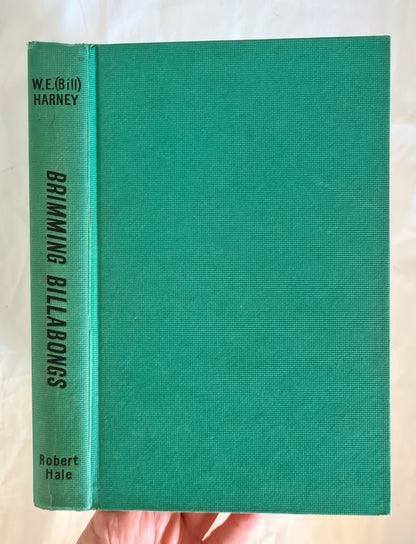 W.E.(Bill)
HARNEY
BRIMMING BILLABONGS
Robert
Hale